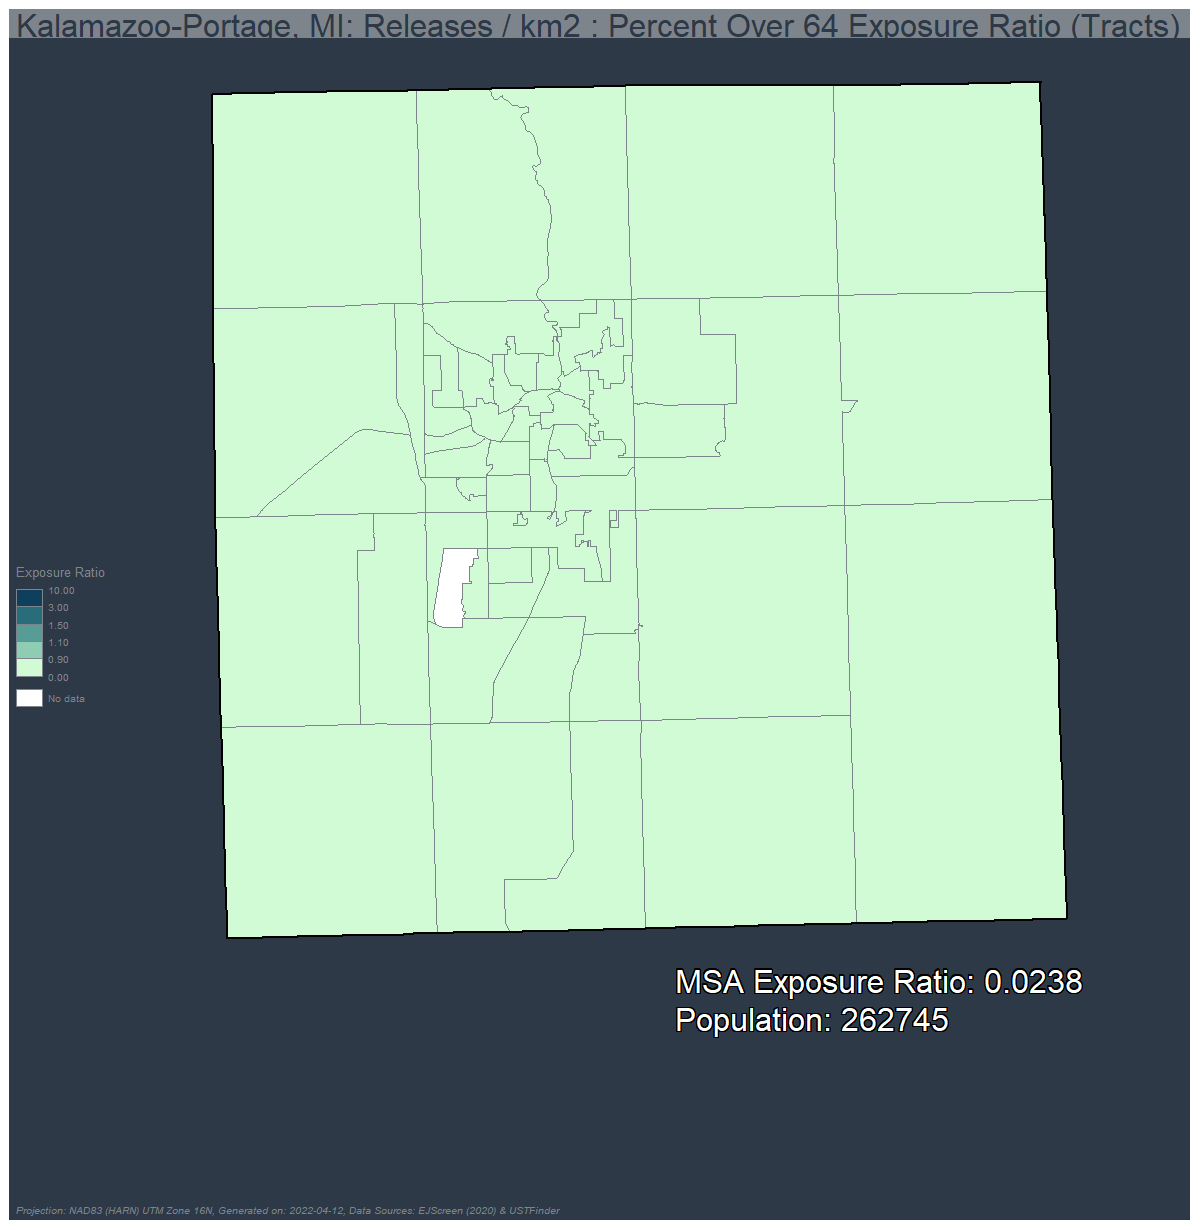 Kalamazoo-Portage, MI: Releases / km2 : Percent Over 64 Exposure Ratio (Tracts)
Exposure Ratio
10.00
3.00
1.50
1.10
0.90
0.00
No data
MSA Exposure Ratio: 0.0238
Population: 262745
Projection: NAD83 (HARN) UTM Zone 16N, Generated on: 2022-04-12, Data Sources: EJScreen (2020) & USTFinder